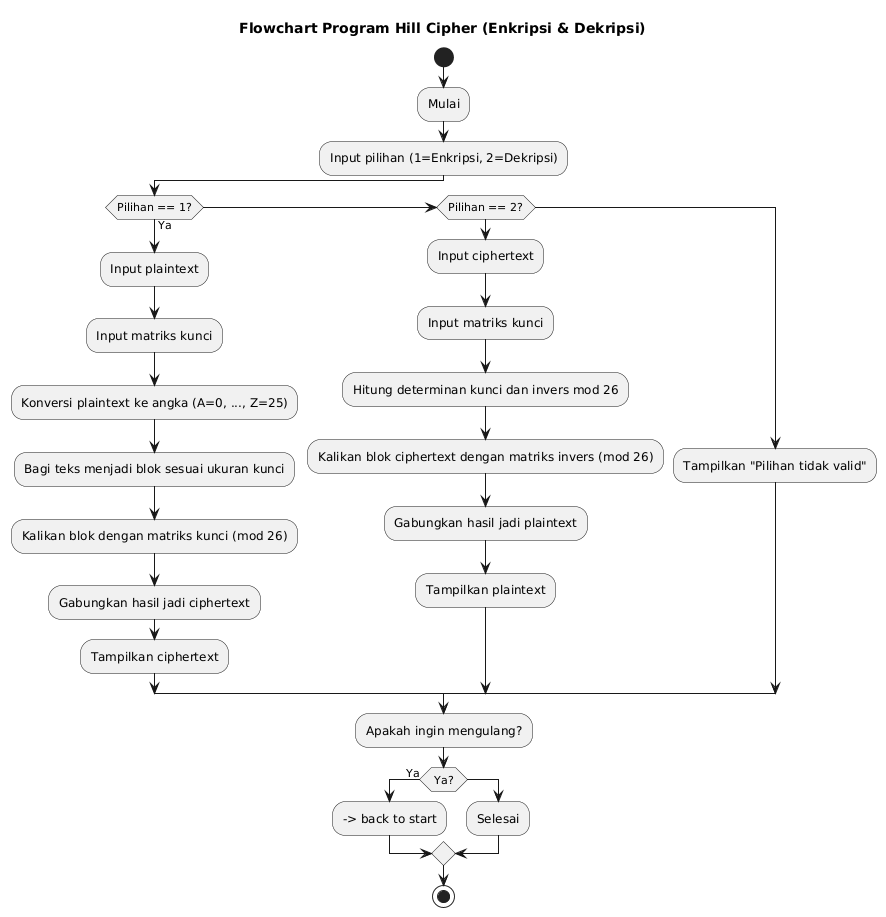 Flowchart Program Hill Cipher (Enkripsi & Dekripsi)
Mulai
Input pilihan (1=Enkripsi, 2=Dekripsi)
Pilihan == 1?
Ya
Input plaintext
Input matriks kunci
Konversi plaintext ke angka (A=0, ..., Z=25)
Bagi teks menjadi blok sesuai ukuran kunci
Kalikan blok dengan matriks kunci (mod 26)
Gabungkan hasil jadi ciphertext
Tampilkan ciphertext
Pilihan == 2?
Input ciphertext
Input matriks kunci
Hitung determinan kunci dan invers mod 26
Kalikan blok ciphertext dengan matriks invers (mod 26)
Gabungkan hasil jadi plaintext
Tampilkan plaintext
Tampilkan "Pilihan tidak valid"
Apakah ingin mengulang?
Ya?
Ya
-> back to start
Selesai